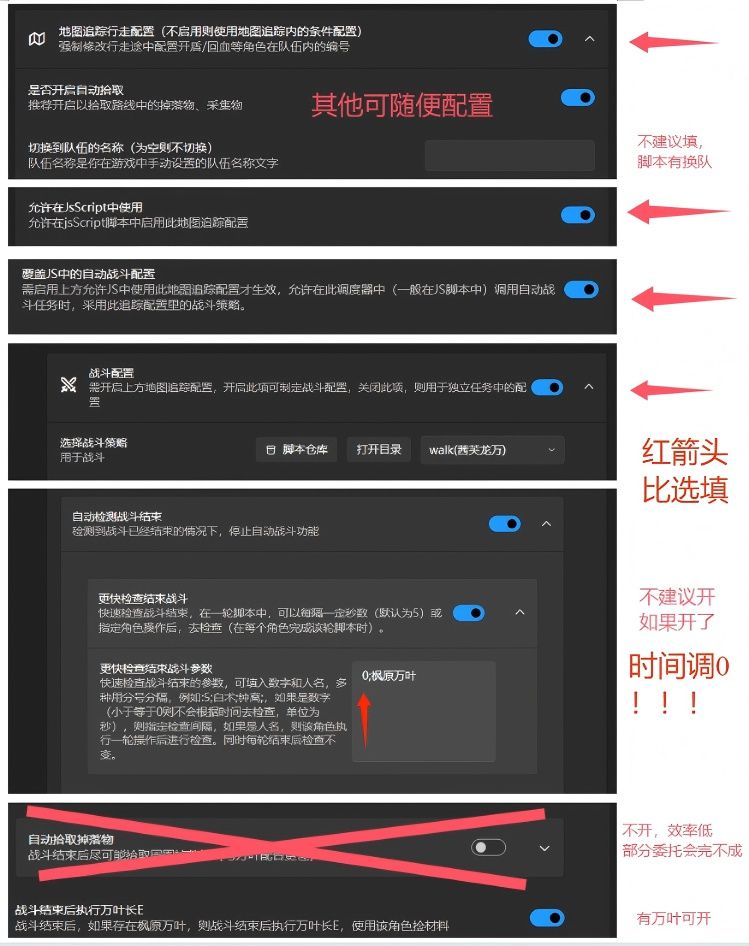 地图追踪行走配置（不启用则使用地图追踪内的条件配置）
强制修改行走途中配置开盾/回血等角色在队伍内的编号
是否开启自动拾取
推荐开启以拾取路线中的掉落物、采集物
其他可随便配置
切换到队伍的名称（为空则不切换）
队伍名称是你在游戏中手动设置的队伍名称文字
不建议填，
脚本有换队
允许在JsScript中使用
允许在jsScript脚本中启用此地图追踪配置
覆盖JS中的自动战斗配置
需启用上方允许JS中使用此地图追踪配置才生效，允许在此调度器中（一般在JS脚本中）调用自动战
斗任务时，采用此追踪配置里的战斗策略。
战斗配置
需开启上方地图追踪配置，开启此项可制定战斗配置，关闭此项，则用于独立任务中的配
置
选择战斗策略
用于战斗
脚本仓库
打开目录
walk(茜芙龙万)
红箭头
比选填
自动检测战斗结束
检测到战斗已经结束的情况下，停止自动战斗功能
更快检查结束战斗
快速检查战斗结束，在一轮脚本中，可以每隔一定秒数（默认为5）或
指定角色操作后，去检查（在每个角色完成该轮脚本时）。
不建议开
如果开了
时间调0
！！！
更快检查结束战斗参数
快速检查战斗结束的参数，可填入数字和人名，多
种用分号分隔，例如:5;白术;钟离;，如果是数字
（小于等于0则不会根据时间去检查，单位为
秒），则指定检查间隔，如果是人名，则该角色执
行一轮操作后进行检查。同时每轮结束后检查不
变。
0;枫原万叶
自动拾取掉落物
战斗结束后尽可能拾取
不开，效率低
部分委托会完不成
战斗结束后执行万叶长E
战斗结束后，如果存在枫原万叶，则战斗结束后执行万叶长E，使用该角色捡材料
有万叶可开